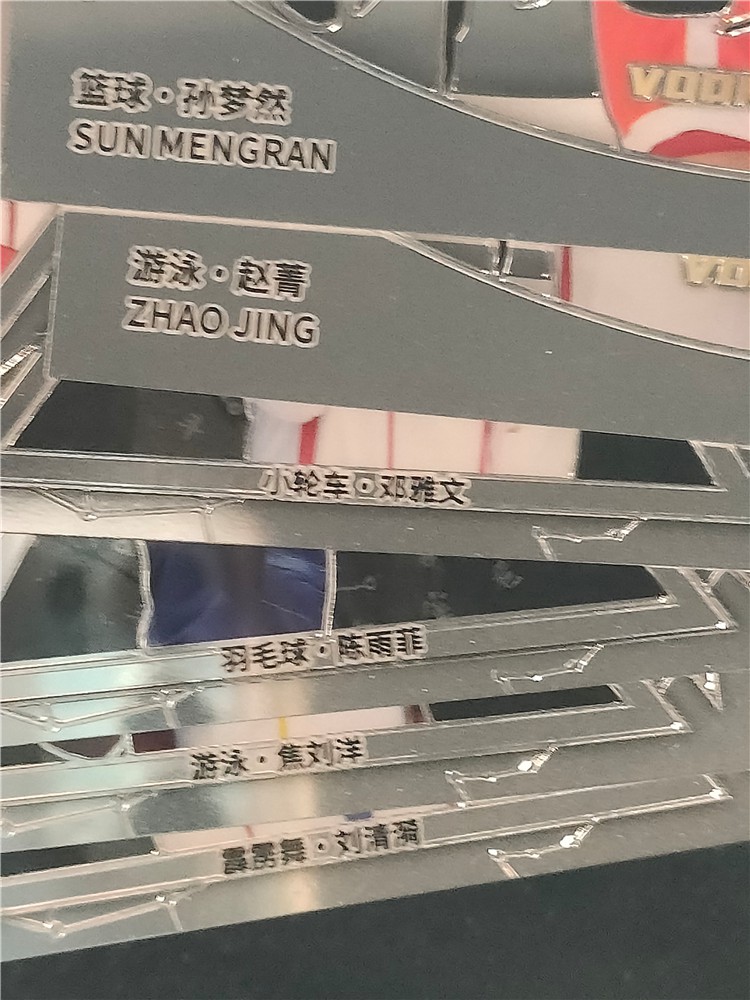 篮球·孙梦然
SUN MENGRAN
游泳·赵菁
ZHAO JING
小轮车·邓雅文
羽毛球·陈雨菲
游泳·焦刘洋
霹雳舞·刘清漪